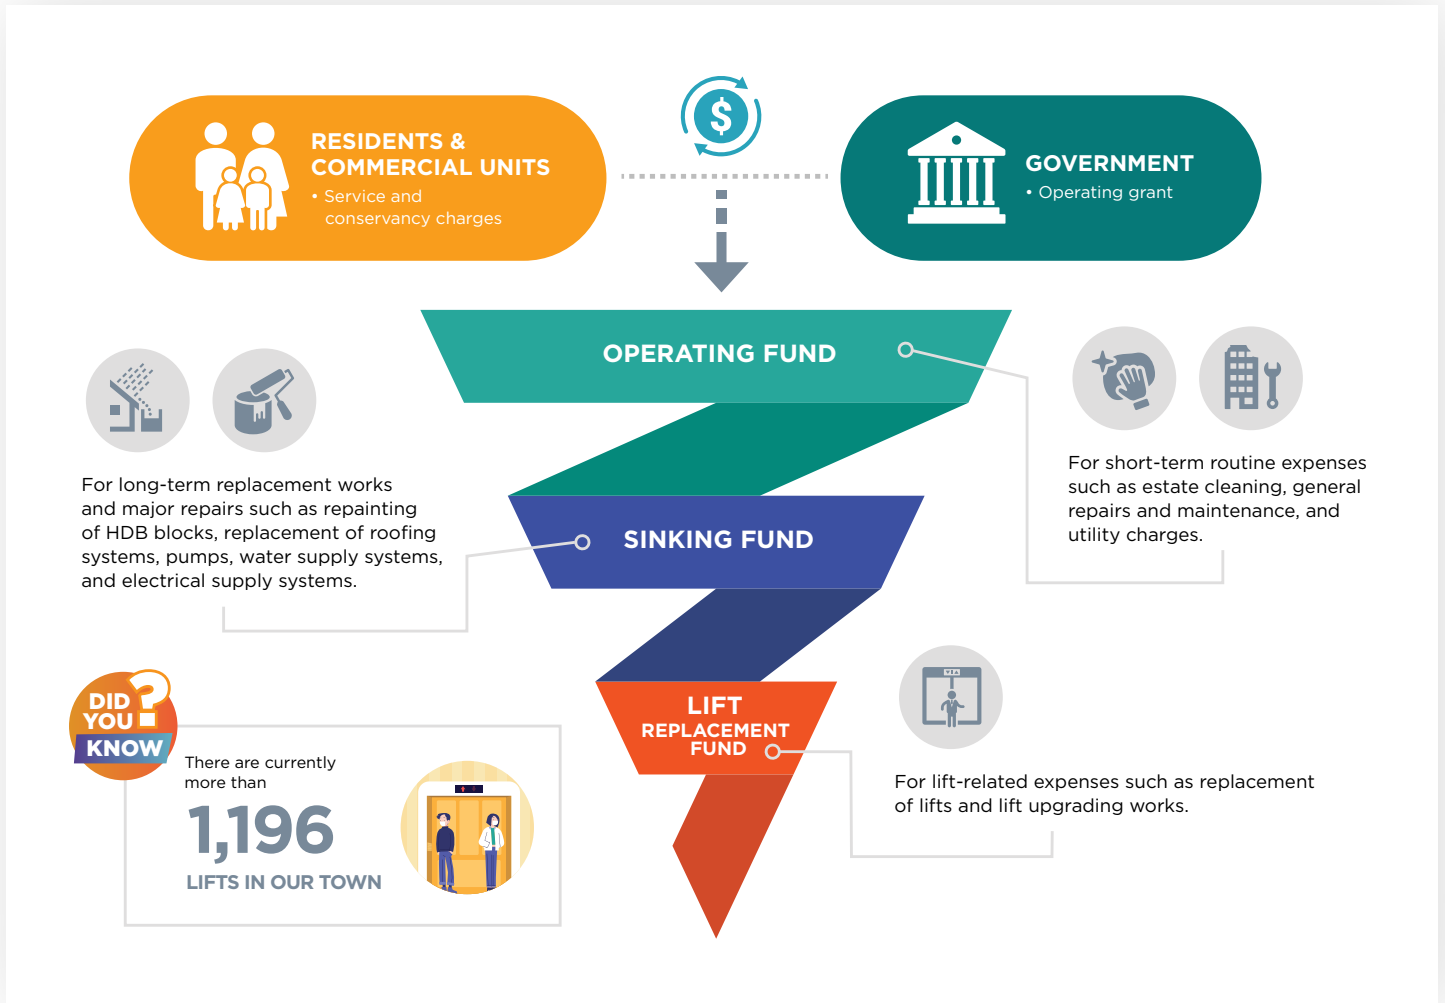 RESIDENTS &
COMMERCIAL UNITS
• Service and
conservancy charges
$
GOVERNMENT
• Operating grant
OPERATING FUND
For short-term routine expenses
such as estate cleaning, general
repairs and maintenance, and
utility charges.
For long-term replacement works
and major repairs such as repainting
of HDB blocks, replacement of roofing
systems, pumps, water supply systems,
and electrical supply systems.
SINKING FUND
LIFT
REPLACEMENT
FUND
For lift-related expenses such as replacement
of lifts and lift upgrading works.
DID
YOU ?
KNOW
There are currently
more than
1,196
LIFTS IN OUR TOWN